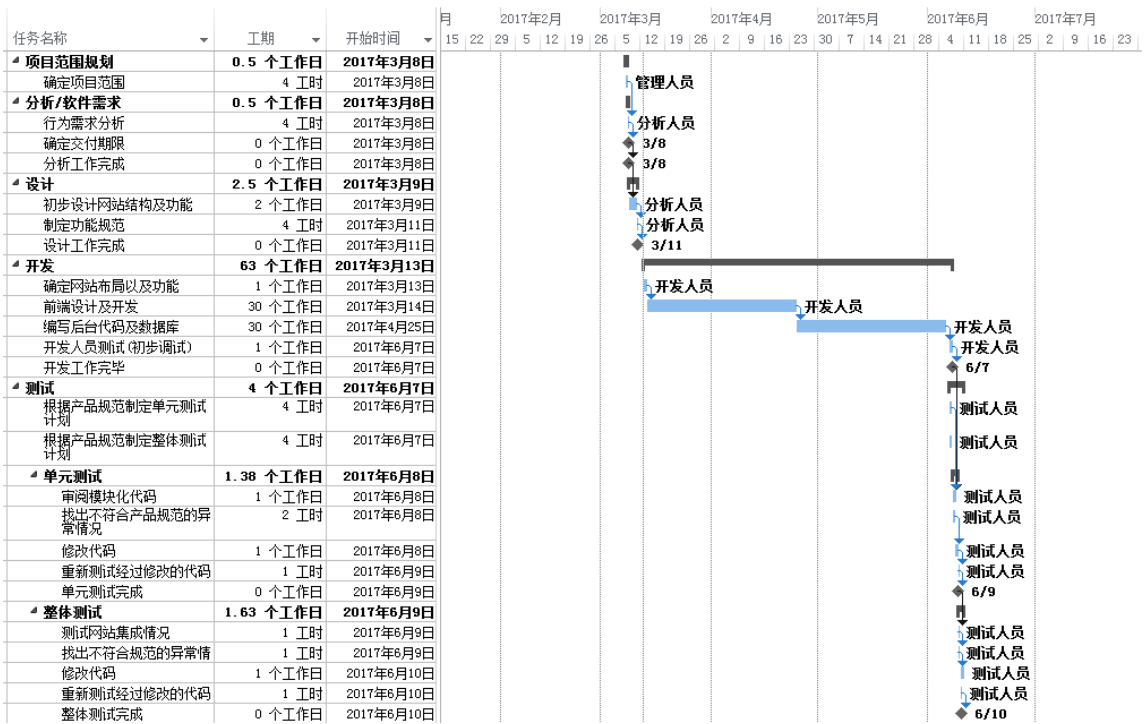 月 2017年2月 2017年3月 2017年4月 2017年5月 2017年6月 2017年7月
任务名称 工期 开始时间 15 22 29 5 12 19 26 5 12 19 26 2 9 16 23 30 7 14 21 28 4 11 18 25 2 9 16 23
项目范围规划 0.5 个工作日 2017年3月8日
确定项目范围 4 工时 2017年3月8日 管理人员
分析/软件需求 0.5 个工作日 2017年3月8日
行为需求分析 4 工时 2017年3月8日 分析人员
确定交付期限 0 个工作日 2017年3月8日 3/8
分析工作完成 0 个工作日 2017年3月8日 3/8
设计 2.5 个工作日 2017年3月9日
初步设计网站结构及功能 2 个工作日 2017年3月9日 分析人员
制定功能规范 4 工时 2017年3月11日 分析人员
设计工作完成 0 个工作日 2017年3月11日 3/11
开发 63 个工作日 2017年3月13日
确定网站布局以及功能 1 个工作日 2017年3月13日 开发人员
前端设计及开发 30 个工作日 2017年3月14日 开发人员
编写后台代码及数据库 30 个工作日 2017年4月25日 开发人员
开发人员测试(初步调试) 1 个工作日 2017年6月7日 开发人员
开发工作完毕 0 个工作日 2017年6月7日 6/7
测试 4 个工作日 2017年6月7日
根据产品规范制定单元测试 4 工时 2017年6月7日 测试人员
计划
根据产品规范制定整体测试 4 工时 2017年6月7日 测试人员
计划
单元测试 1.38 个工作日 2017年6月8日
审阅模块化代码 1 个工作日 2017年6月8日 测试人员
找出不符合产品规范的异 2 工时 2017年6月8日 测试人员
常情况
修改代码 1 个工作日 2017年6月8日 测试人员
重新测试经过修改的代码 1 工时 2017年6月9日 测试人员
单元测试完成 0 个工作日 2017年6月9日 6/9
整体测试 1.63 个工作日 2017年6月9日
测试网站集成情况 1 工时 2017年6月9日 测试人员
找出不符合规范的异常情 1 工时 2017年6月9日 测试人员
修改代码 1 个工作日 2017年6月10日 测试人员
重新测试经过修改的代码 1 工时 2017年6月10日 测试人员
整体测试完成 0 个工作日 2017年6月10日 6/10